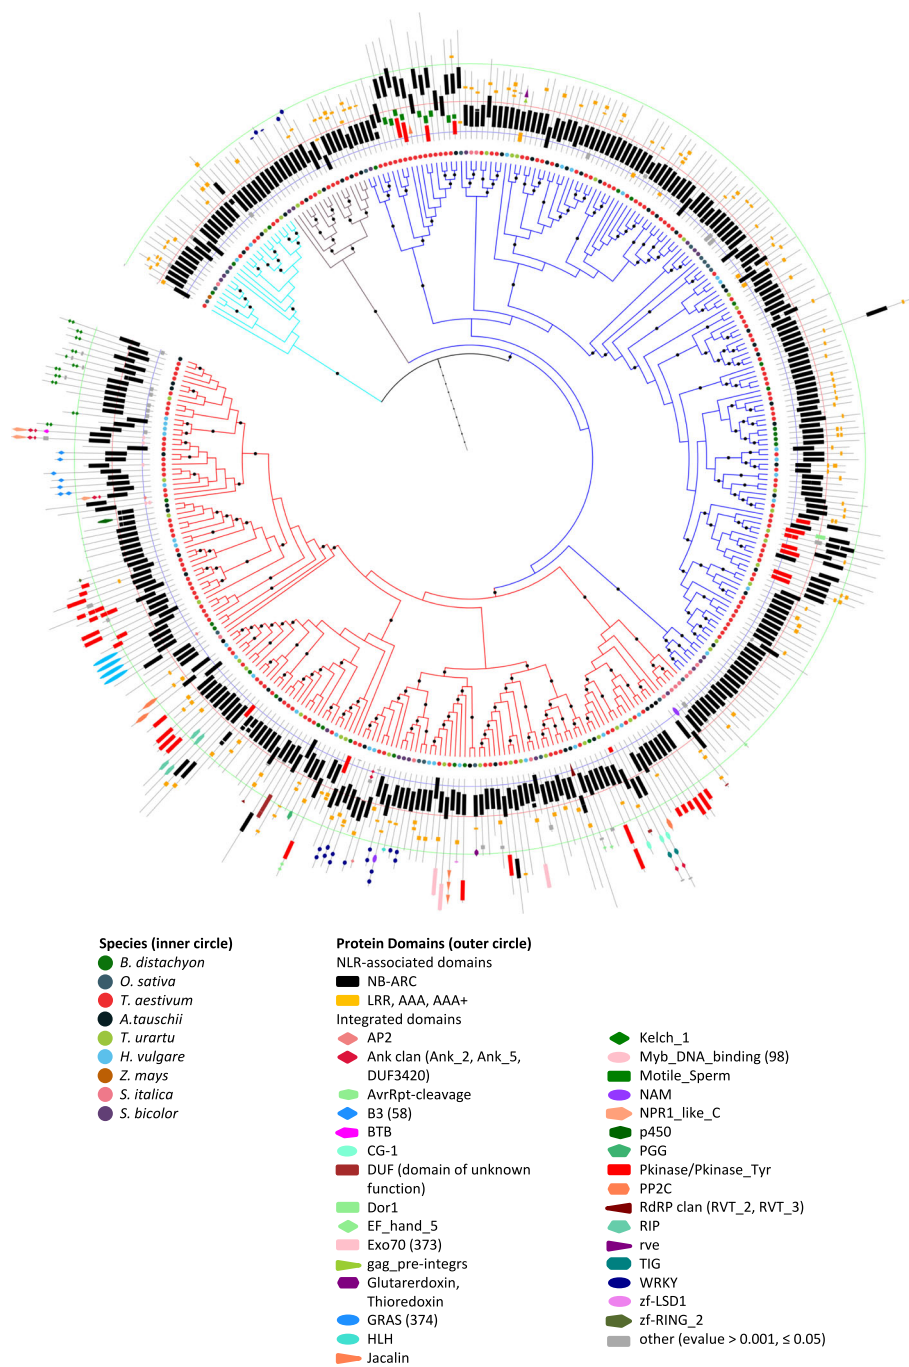 Species (inner circle)
B. distachyon
O. sativa
T. aestivum
A.tauschii
T. urartu
H. vulgare
Z. mays
S. italica
S. bicolor
Protein Domains (outer circle)
NLR-associated domains
NB-ARC
LRR, AAA, AAA+
Integrated domains
AP2
Ank clan (Ank_2, Ank_5,
DUF3420)
AvrRpt-cleavage
B3 (58)
BTB
CG-1
DUF (domain of unknown
function)
Dor1
EF_hand_5
Exo70 (373)
gag_pre-integrs
Glutarerdoxin,
Thioredoxin
GRAS (374)
HLH
Jacalin
Kelch_1
Myb_DNA_binding (98)
Motile_Sperm
NAM
NPR1_like_C
p450
PGG
Pkinase/Pkinase_Tyr
PP2C
RdRP clan (RVT_2, RVT_3)
RIP
rve
TIG
WRKY
zf-LSD1
zf-RING_2
other (evalue > 0.001, ≤ 0.05)